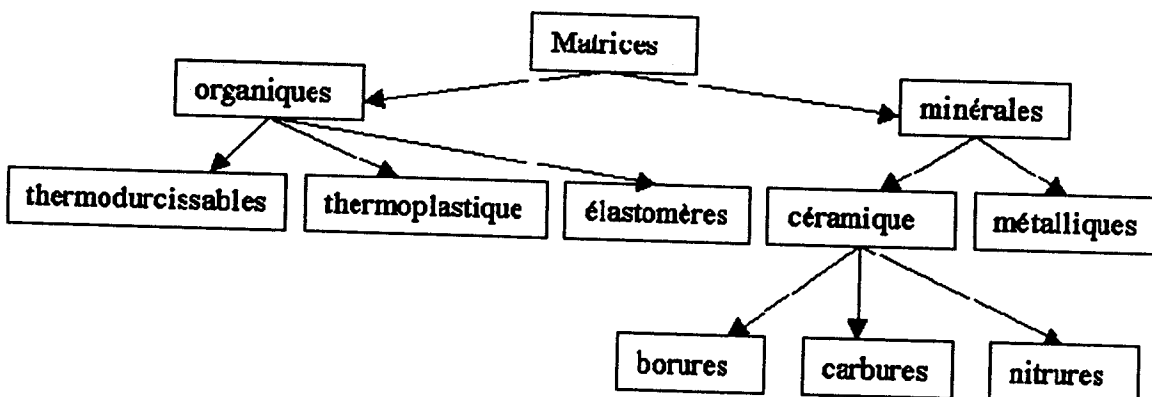 Matrices
organiques
minérales
thermodurcissables
thermoplastique
élastomères
céramique
métalliques
borures
carbures
nitrures